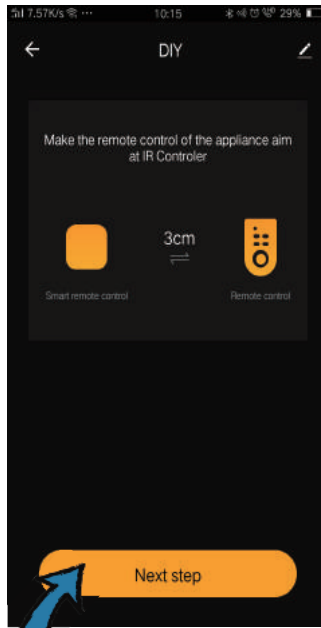 7.57K/s ... 10:15 29%
DIY
Make the remote control of the appliance aim
at IR Controler
3cm
Smart remote control Remote control
Next step